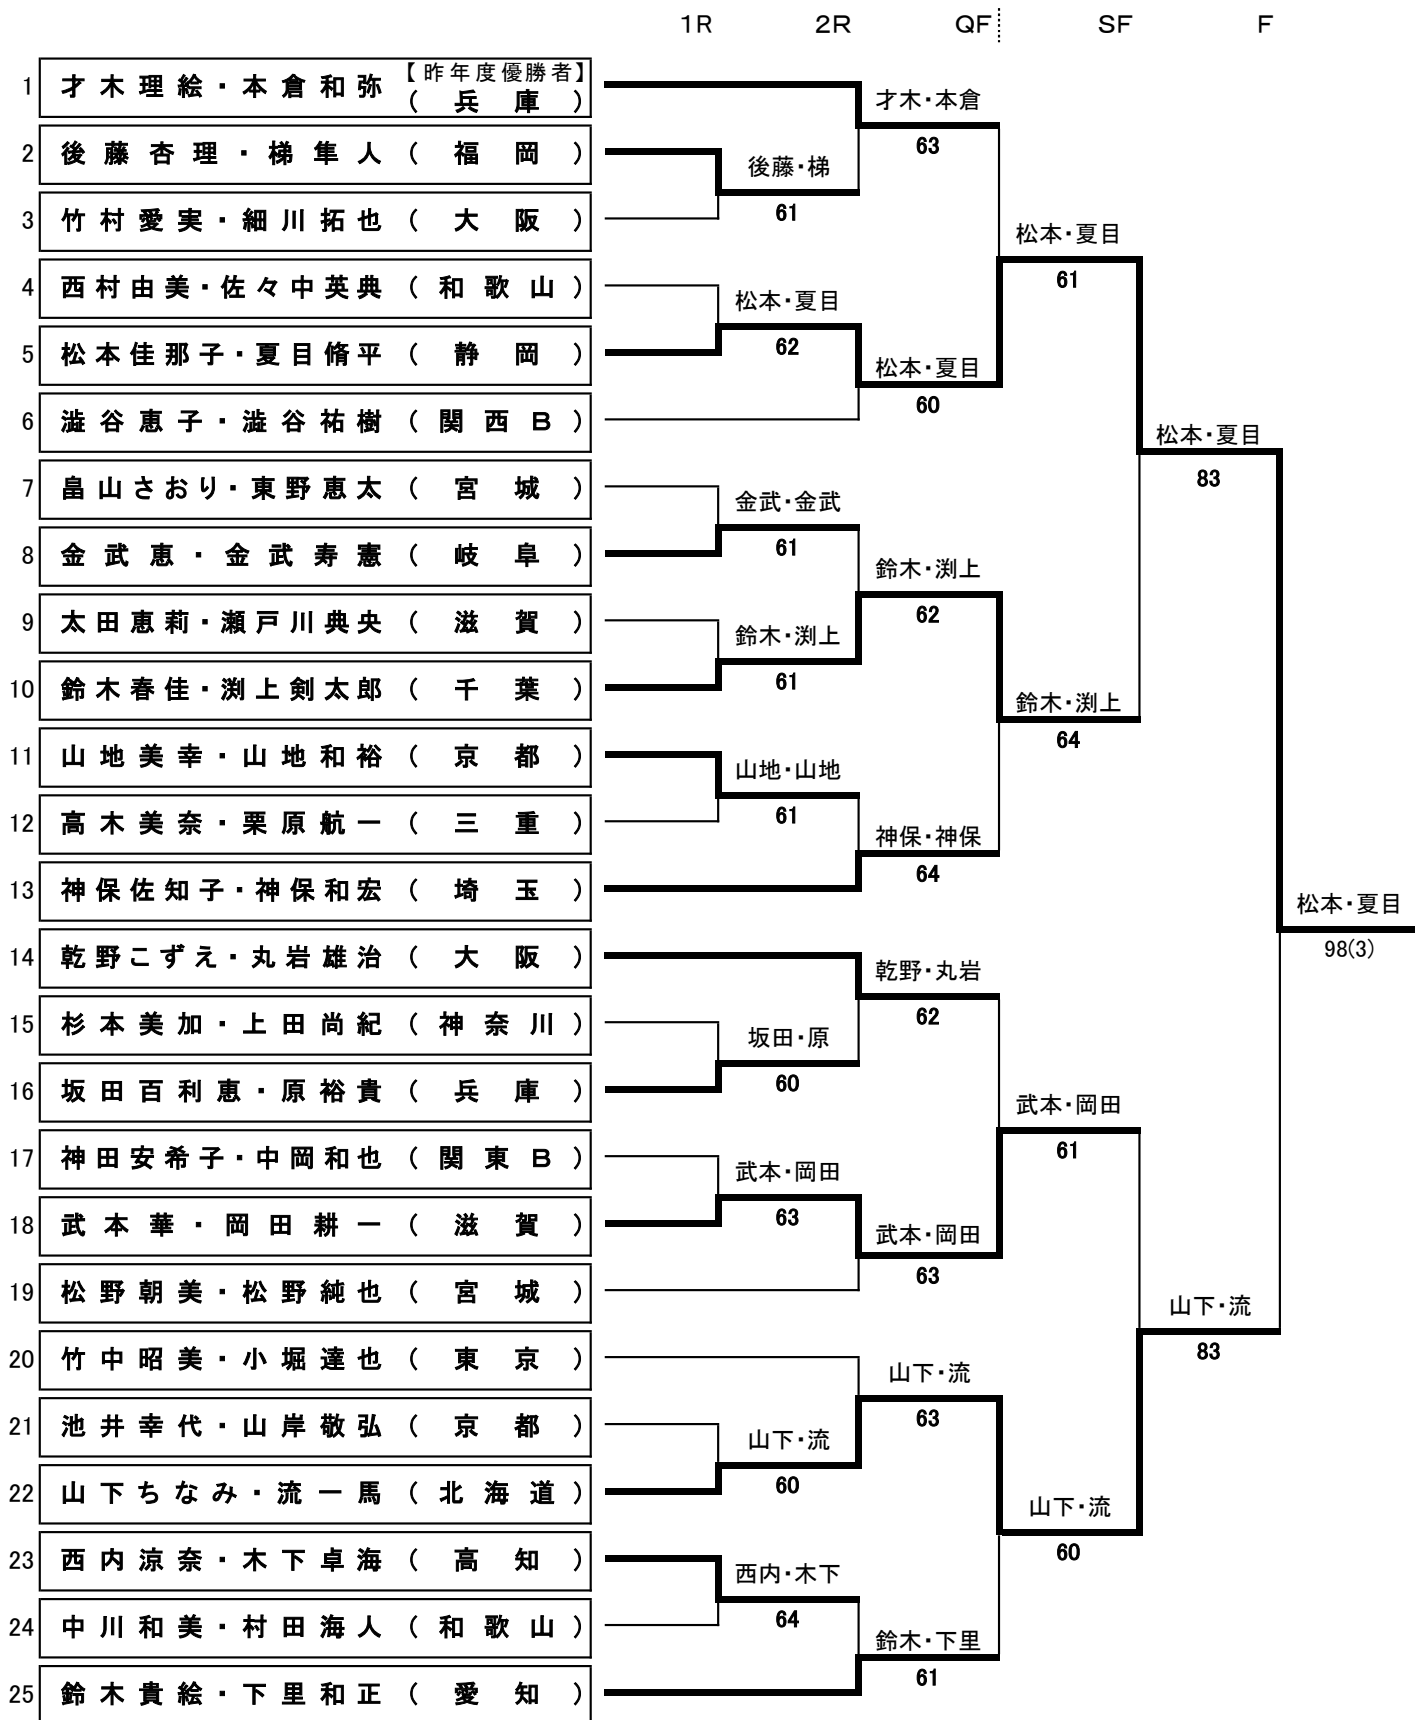 1R 2R QF SF F
1 才木理絵・本倉和弥 【昨年度優勝者】 (兵庫)
才木・本倉
63
2 後藤杏理・梯隼人 (福岡)
後藤・梯
61
3 竹村愛実・細川拓也 (大阪)
松本・夏目
61
4 西村由美・佐々中英典 (和歌山)
松本・夏目
62
5 松本佳那子・夏目脩平 (静岡)
松本・夏目
60
6 澁谷恵子・澁谷祐樹 (関西B)
松本・夏目
83
7 畠山さおり・東野恵太 (宮城)
金武・金武
61
8 金武恵・金武寿憲 (岐阜)
鈴木・渕上
62
9 太田恵莉・瀬戸川典央 (滋賀)
鈴木・渕上
61
10 鈴木春佳・渕上剣太郎 (千葉)
鈴木・渕上
64
11 山地美幸・山地和裕 (京都)
山地・山地
61
12 高木美奈・栗原航一 (三重)
神保・神保
64
13 神保佐知子・神保和宏 (埼玉)
松本・夏目
98(3)
14 乾野こずえ・丸岩雄治 (大阪)
乾野・丸岩
62
15 杉本美加・上田尚紀 (神奈川)
坂田・原
60
16 坂田百利恵・原裕貴 (兵庫)
武本・岡田
61
17 神田安希子・中岡和也 (関東B)
武本・岡田
63
18 武本華・岡田耕一 (滋賀)
武本・岡田
63
19 松野朝美・松野純也 (宮城)
山下・流
83
20 竹中昭美・小堀達也 (東京)
山下・流
63
21 池井幸代・山岸敬弘 (京都)
山下・流
60
22 山下ちなみ・流一馬 (北海道)
山下・流
60
23 西内涼奈・木下卓海 (高知)
西内・木下
64
24 中川和美・村田海人 (和歌山)
鈴木・下里
61
25 鈴木貴絵・下里和正 (愛知)